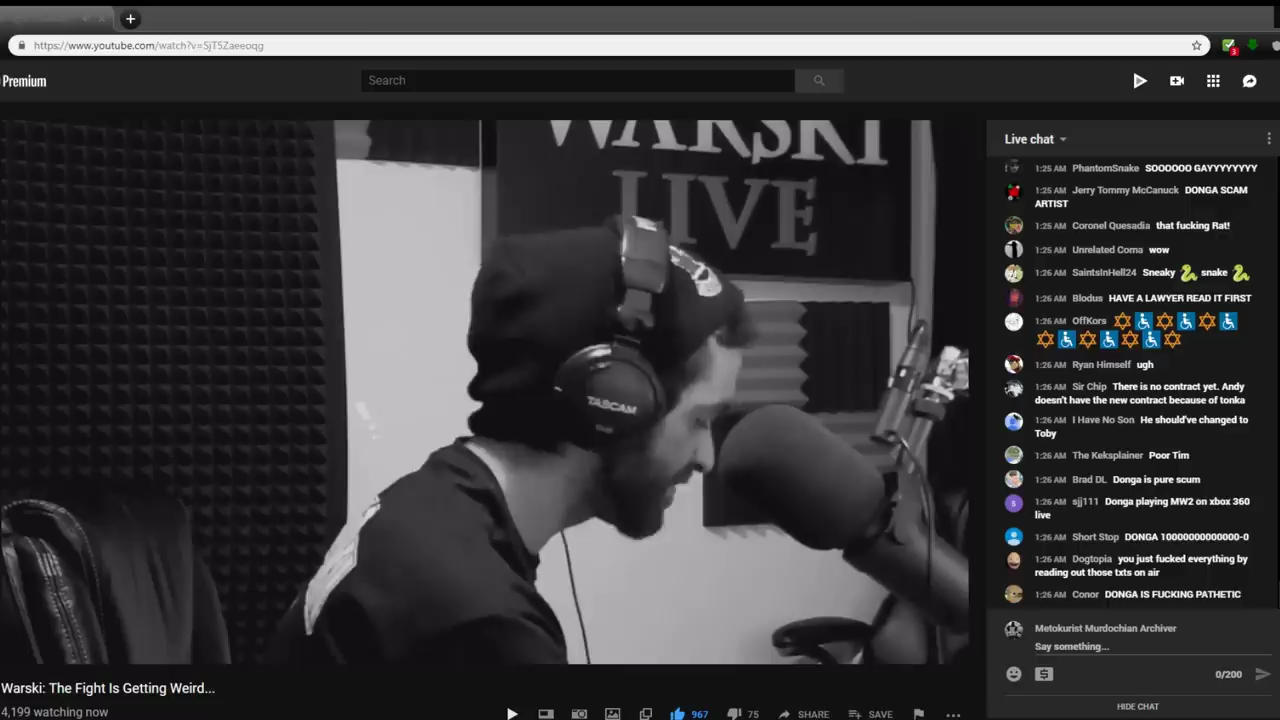 https://www.youtube.com/watch?v=SjT5Zaeeoqg
3
Premium
Search
WARSKI
LIVE
TASCAM
Live chat
1:25 AM PhantomSnake SOOOOOO GAYYYYYYY
1:25 AM Jerry Tommy McCanuck DONGA SCAM
ARTIST
1:25 AM Coronel Quesadia that fucking Rat!
1:25 AM Unrelated Coma wow
1:25 AM SaintsInHell24 Sneaky 🐍 snake 🐍
1:26 AM Blodus HAVE A LAWYER READ IT FIRST
1:26 AM OffKors 🔯♿🔯♿🔯♿
🔯♿🔯♿🔯♿🔯
1:26 AM Ryan Himself ugh
1:26 AM Sir Chip There is no contract yet. Andy
doesn't have the new contract because of tonka
1:26 AM I Have No Son He should've changed to
Toby
1:26 AM The Keksplainer Poor Tim
1:26 AM Brad DL Donga is pure scum
S
1:26 AM sjj111 Donga playing MW2 on xbox 360
live
1:26 AM Short Stop DONGA 10000000000000-0
1:26 AM Dogtopia you just fucked everything by
reading out those txts on air
1:26 AM Conor DONGA IS FUCKING PATHETIC
Metokurist Murdochian Archiver
Say something...
0/200
HIDE CHAT
Warski: The Fight Is Getting Weird...
4,199 watching now
967
75
SHARE
SAVE